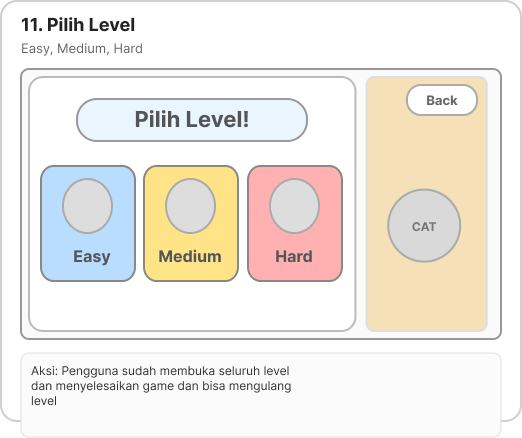 11. Pilih Level
Easy, Medium, Hard
Back
Pilih Level!
CAT
Easy
Medium
Hard
Aksi: Pengguna sudah membuka seluruh level
dan menyelesaikan game dan bisa mengulang
level